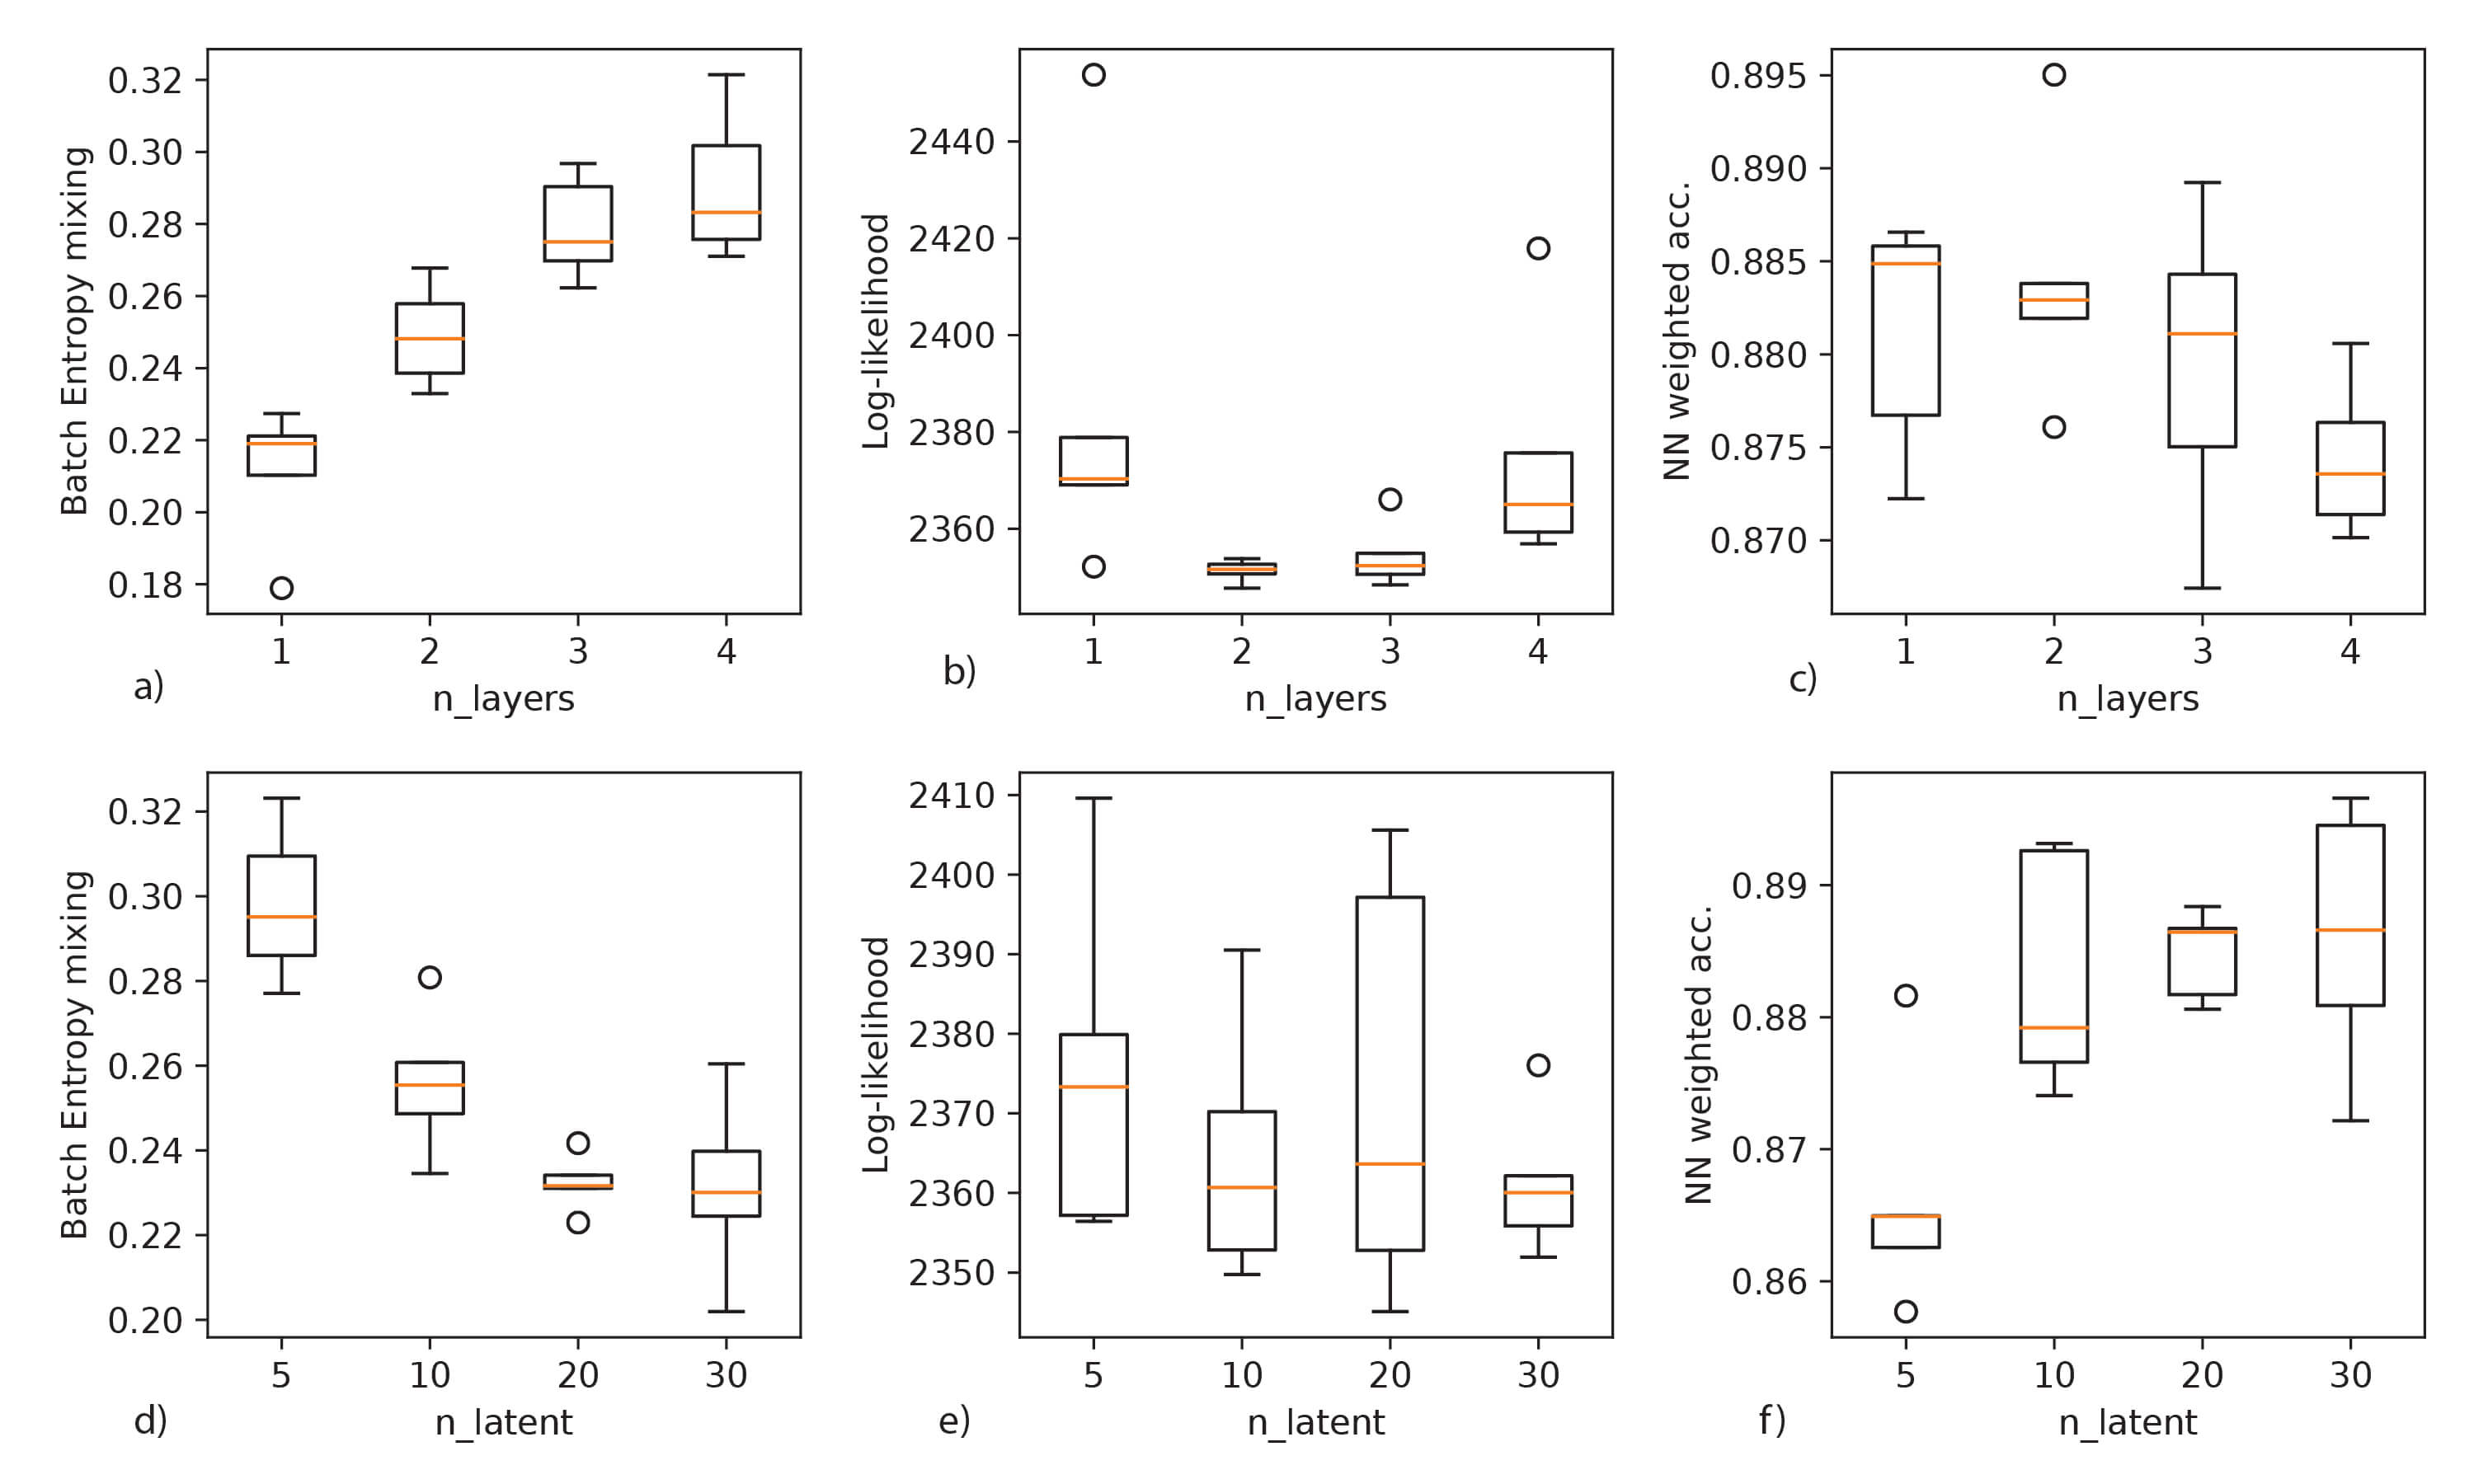 Batch Entropy mixing
0.32
0.30
0.28
0.26
0.24
0.22
0.20
0.18
1 2 3 4
n_layers
a)
Log-likelihood
2440
2420
2400
2380
2360
1 2 3 4
n_layers
b)
NN weighted acc.
0.895
0.890
0.885
0.880
0.875
0.870
1 2 3 4
n_layers
c)
Batch Entropy mixing
0.32
0.30
0.28
0.26
0.24
0.22
0.20
5 10 20 30
n_latent
d)
Log-likelihood
2410
2400
2390
2380
2370
2360
2350
5 10 20 30
n_latent
e)
NN weighted acc.
0.89
0.88
0.87
0.86
5 10 20 30
n_latent
f)